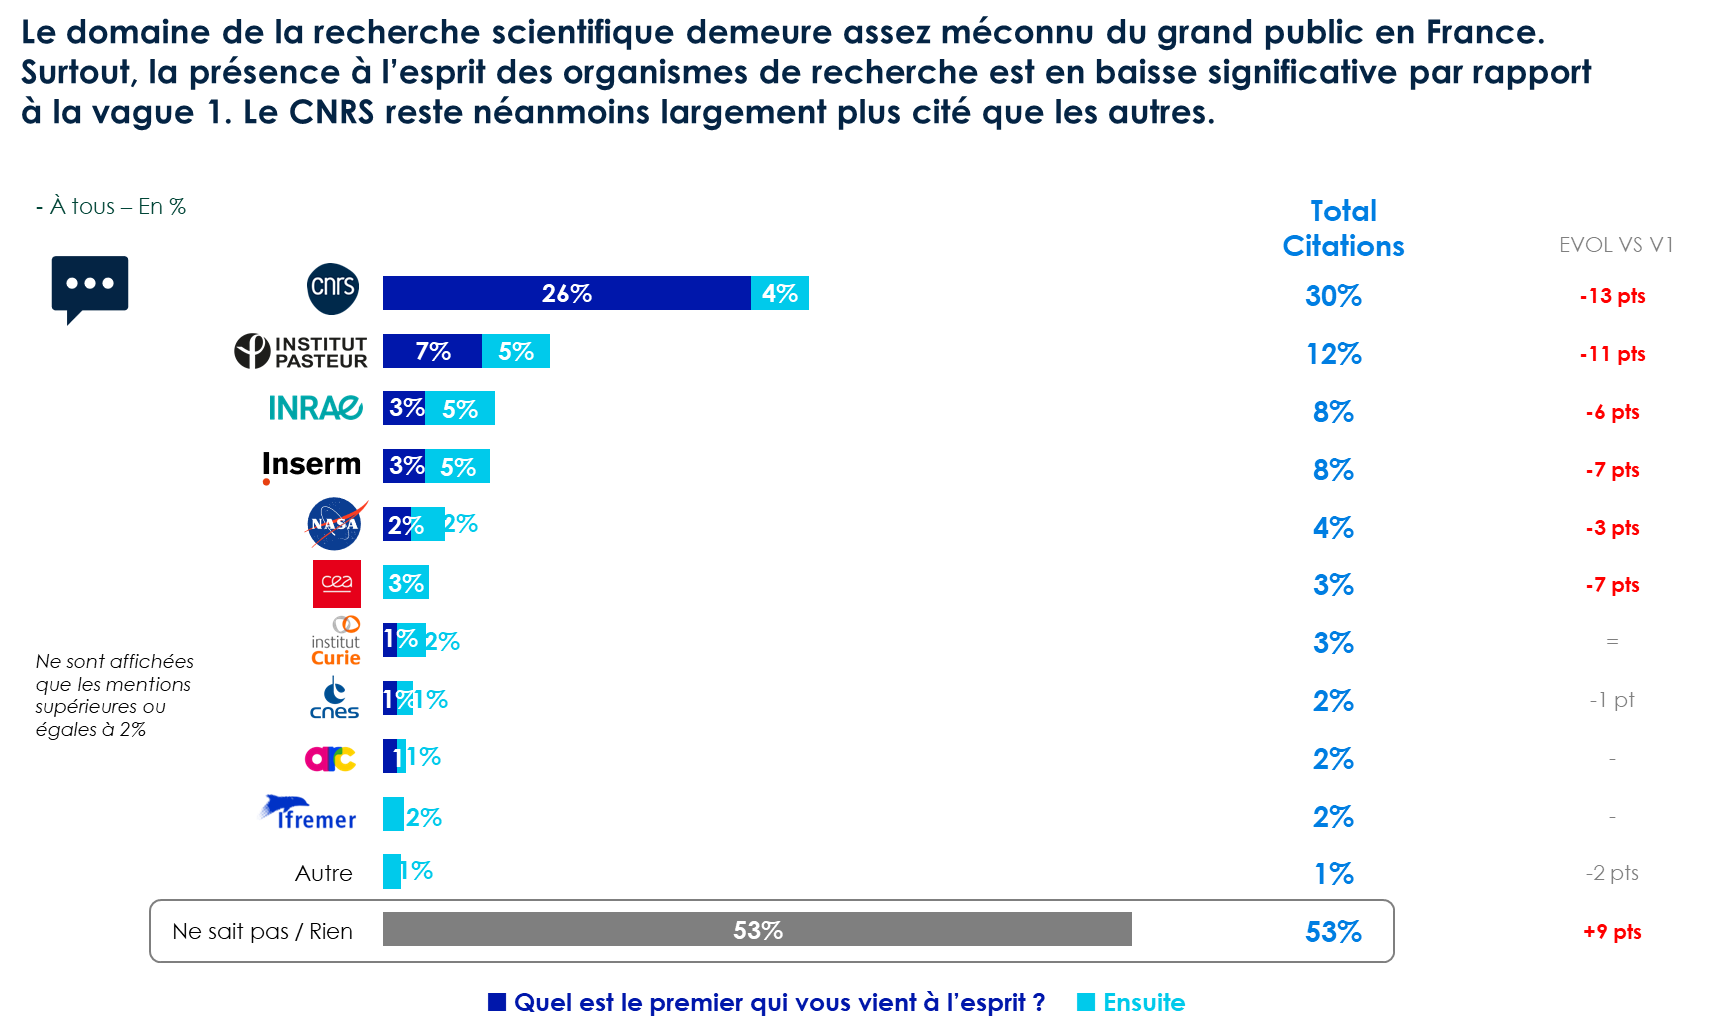 Le domaine de la recherche scientifique demeure assez méconnu du grand public en France.
Surtout, la présence à l'esprit des organismes de recherche est en baisse significative par rapport
à la vague 1. Le CNRS reste néanmoins largement plus cité que les autres.
- À tous – En %
Total
Citations
EVOL VS V1
cnrs
26%
4%
30%
-13 pts
INSTITUT
PASTEUR
7%
5%
12%
-11 pts
INRAE
3%
5%
8%
-6 pts
Inserm
3%
5%
8%
-7 pts
NASA
2%
2%
4%
-3 pts
cea
3%
3%
-7 pts
institut
Curie
1%
2%
3%
=
Ne sont affichées
que les mentions
supérieures ou
égales à 2%
cnes
1%
1%
2%
-1 pt
arc
1
1%
2%
-
Ifremer
2%
2%
-
Autre
1%
1%
-2 pts
Ne sait pas / Rien
53%
53%
+9 pts
Quel est le premier qui vous vient à l'esprit ?
Ensuite